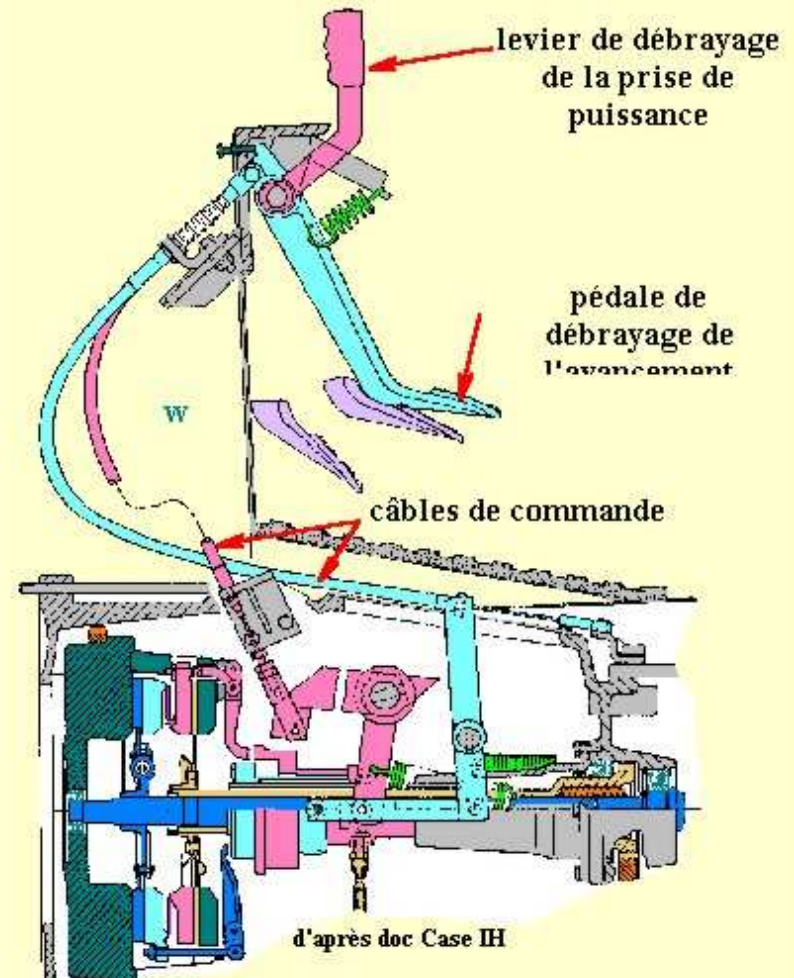 levier de débrayage
de la prise de
puissance
pédale de
débrayage de
l'avancement
W
câbles de commande
d'après doc Case IH